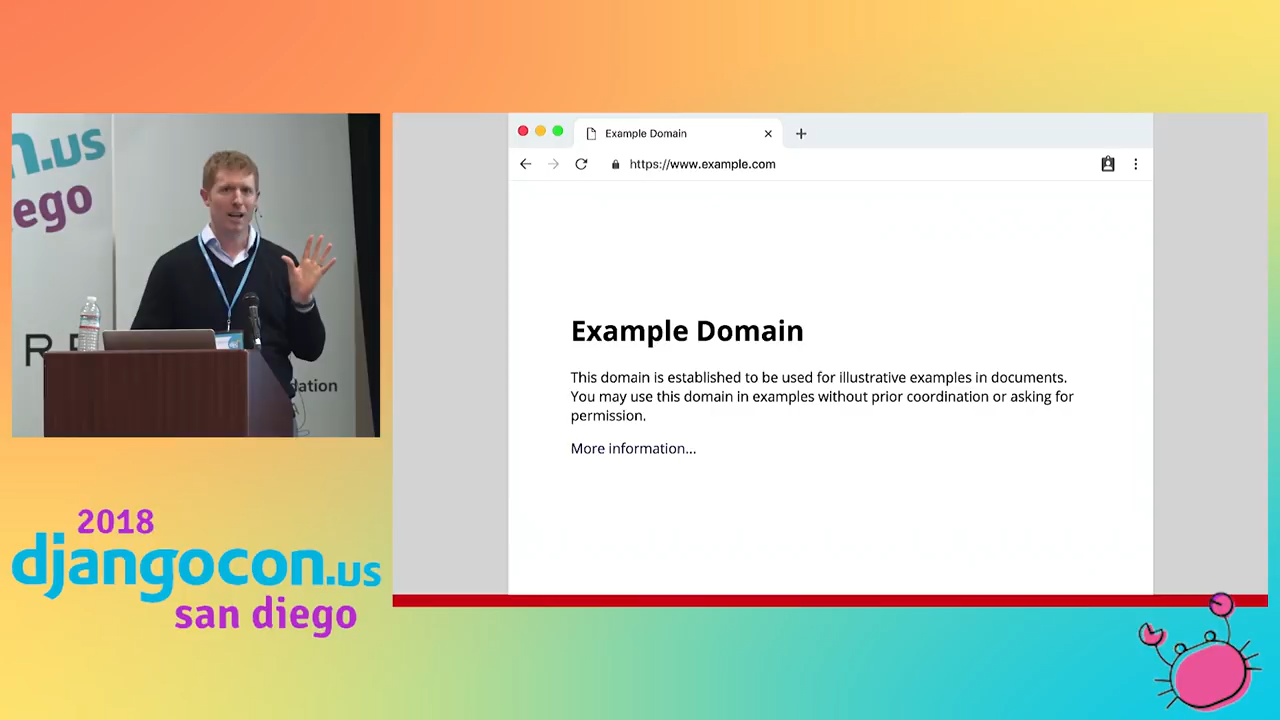 n.us
ego
R
dation
2018
djangocon.us
san diego
Example Domain
https://www.example.com
Example Domain
This domain is established to be used for illustrative examples in documents.
You may use this domain in examples without prior coordination or asking for
permission.
More information...